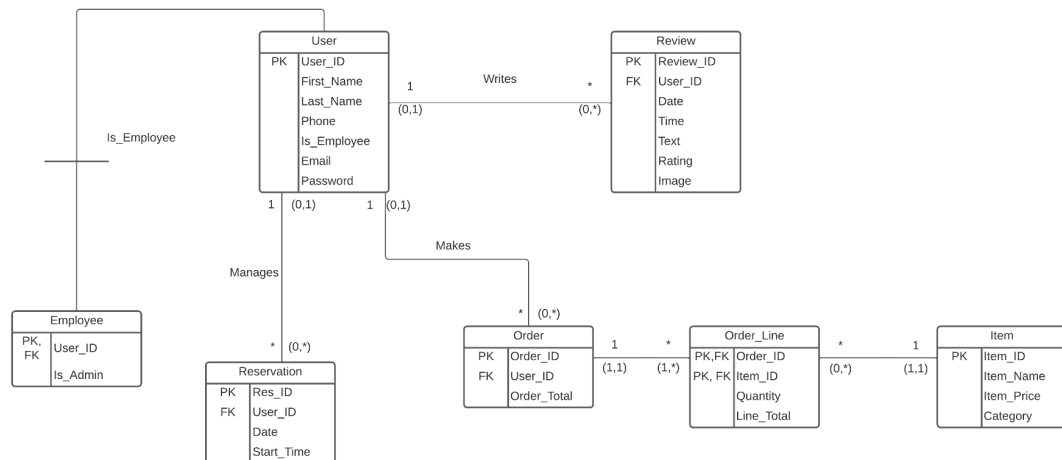 User
PK User_ID
First_Name
Last_Name
Phone
Is_Employee
Email
Password
Review
PK Review_ID
FK User_ID
Date
Time
Text
Rating
Image
1 Writes *
(0,1) (0,*)
Is_Employee
1 (0,1)
1 (0,1)
Manages
Makes
* (0,*)
* (0,*)
Employee
PK, FK User_ID
Is_Admin
Reservation
PK Res_ID
FK User_ID
Date
Start_Time
Order
PK Order_ID
FK User_ID
Order_Total
1 *
(1,1) (1,*)
Order_Line
PK,FK Order_ID
PK, FK Item_ID
Quantity
Line_Total
* 1
(0,*) (1,1)
Item
PK Item_ID
Item_Name
Item_Price
Category